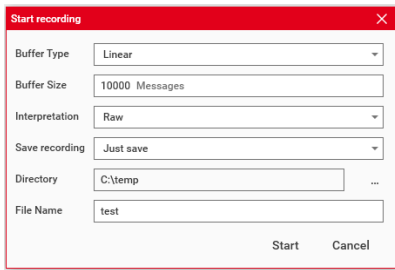 Start recording
Buffer Type Linear
Buffer Size 10000 Messages
Interpretation Raw
Save recording Just save
Directory C:\temp ...
File Name test
Start Cancel